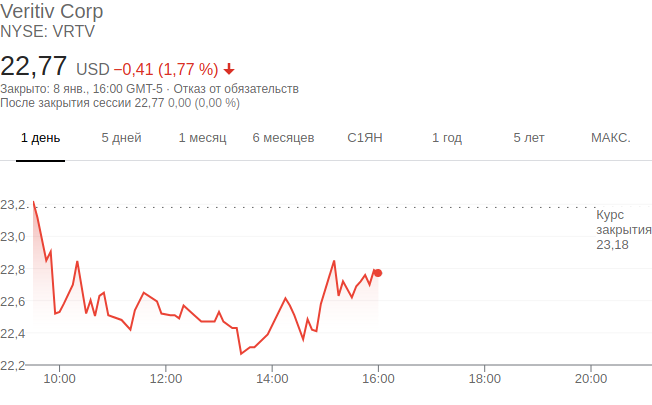 Veritiv Corp
NYSE: VRTV
22,77 USD −0,41 (1,77 %)
Закрыто: 8 янв., 16:00 GMT-5 · Отказ от обязательств
После закрытия сессии 22,77 0,00 (0,00 %)
1 день 5 дней 1 месяц 6 месяцев С1ЯН 1 год 5 лет МАКС.
23,2
Курс
закрытия
23,18
23,0
22,8
22,6
22,4
22,2
10:00 12:00 14:00 16:00 18:00 20:00